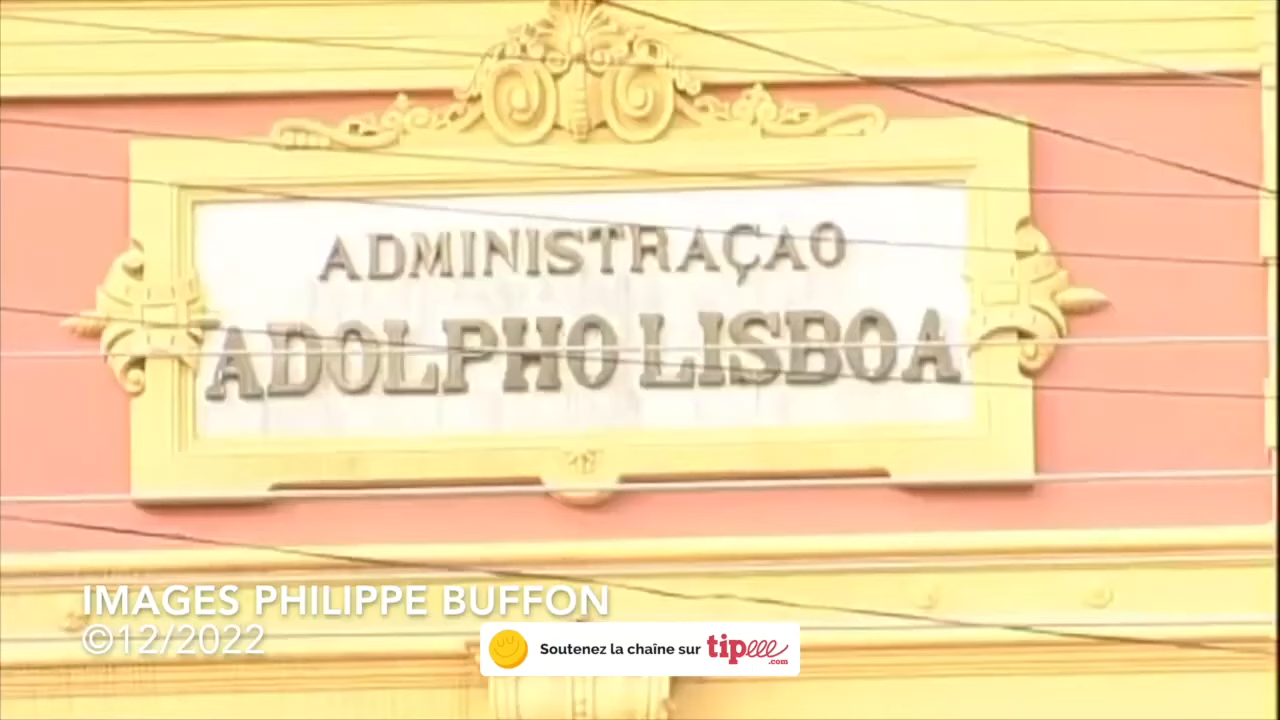 ADMINISTRAÇAO
ADOLPHO LISBOA
IMAGES PHILIPPE BUFFON
©12/2022
Soutenez la chaîne sur tipeee
.com